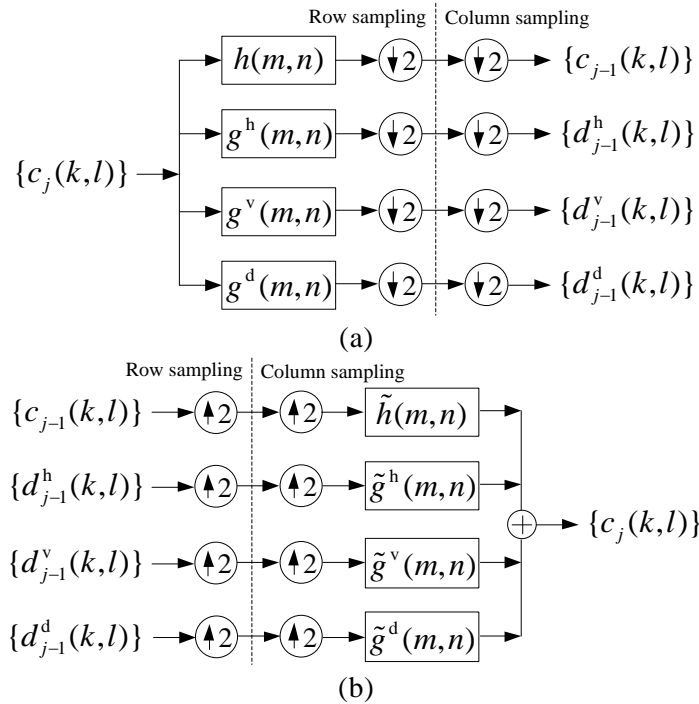 Row sampling Column sampling
h(m,n) ↓2 ↓2 {c_{j-1}(k,l)}
g^h(m,n) ↓2 ↓2 {d^h_{j-1}(k,l)}
{c_j(k,l)}
g^v(m,n) ↓2 ↓2 {d^v_{j-1}(k,l)}
g^d(m,n) ↓2 ↓2 {d^d_{j-1}(k,l)}
(a)
Row sampling Column sampling
{c_{j-1}(k,l)} ↑2 ↑2 h̃(m,n)
{d^h_{j-1}(k,l)} ↑2 ↑2 g̃^h(m,n)
+ {c_j(k,l)}
{d^v_{j-1}(k,l)} ↑2 ↑2 g̃^v(m,n)
{d^d_{j-1}(k,l)} ↑2 ↑2 g̃^d(m,n)
(b)